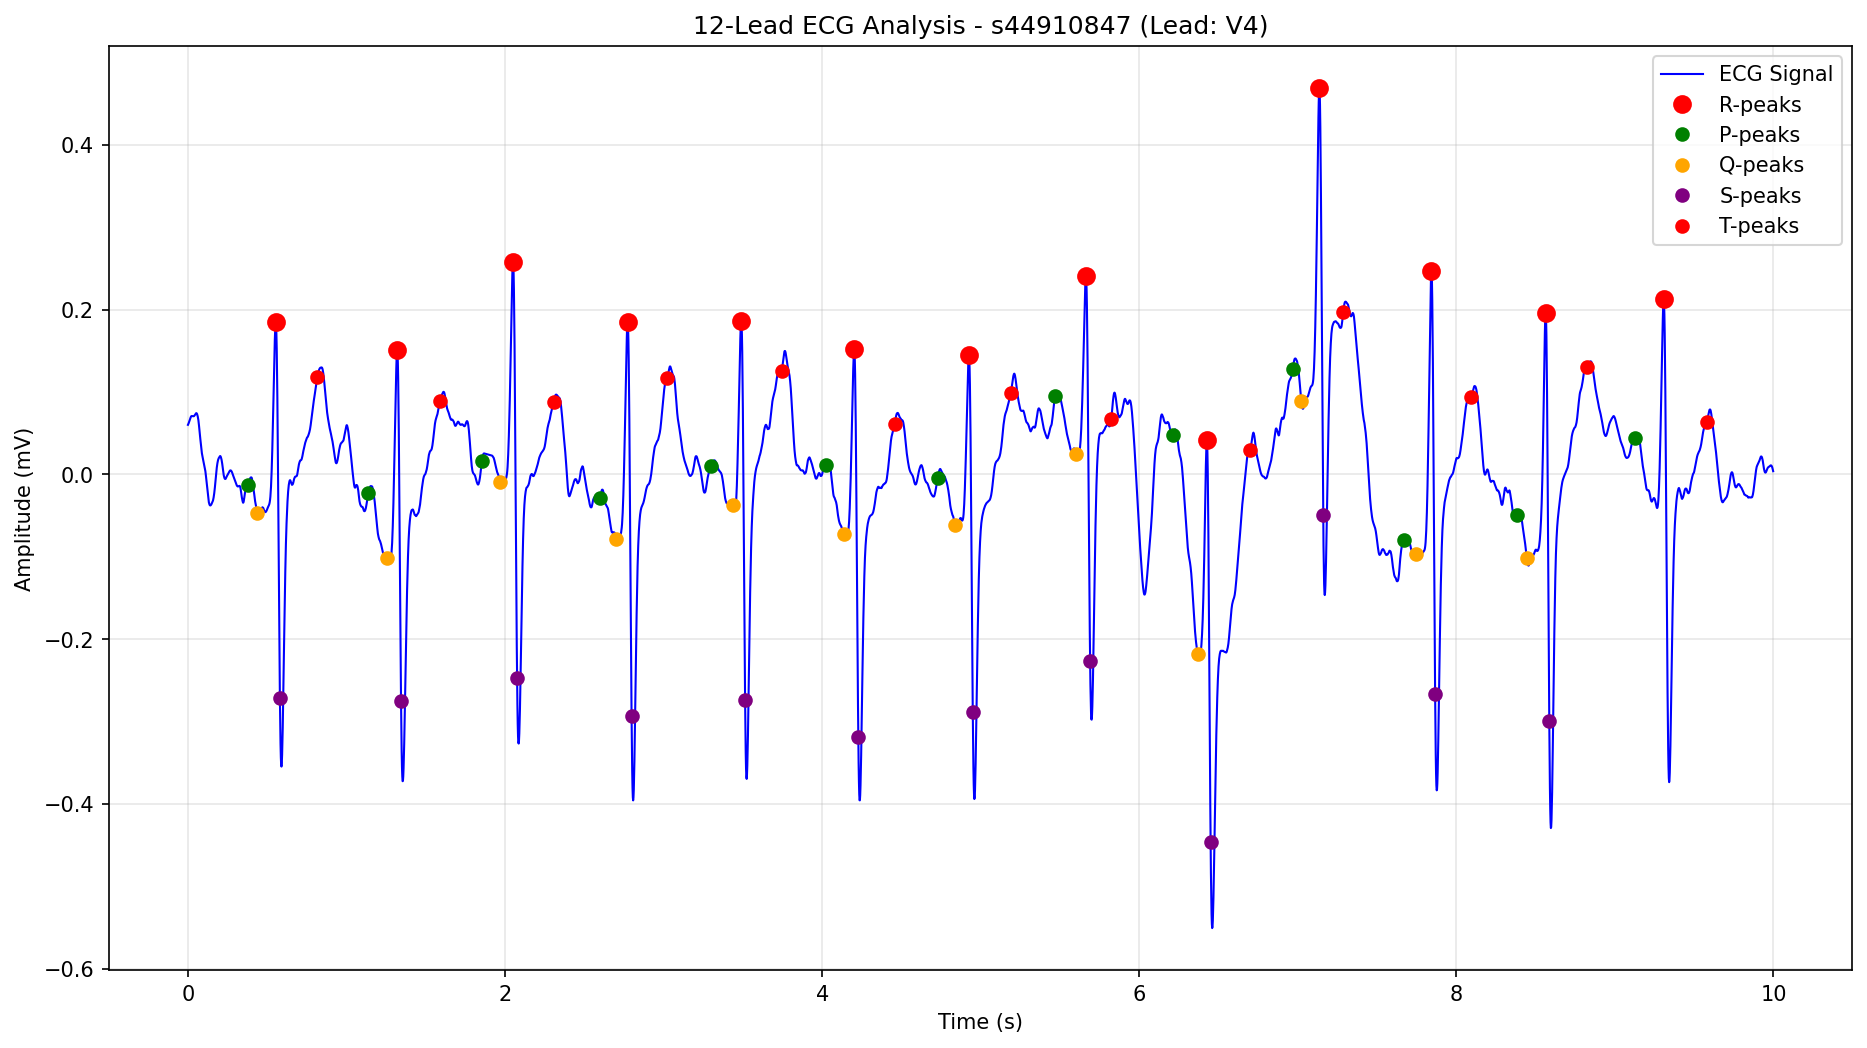 12-Lead ECG Analysis - s44910847 (Lead: V4)
ECG Signal
R-peaks
P-peaks
Q-peaks
S-peaks
T-peaks
Amplitude (mV)
0.4
0.2
0.0
−0.2
−0.4
−0.6
0 2 4 6 8 10
Time (s)